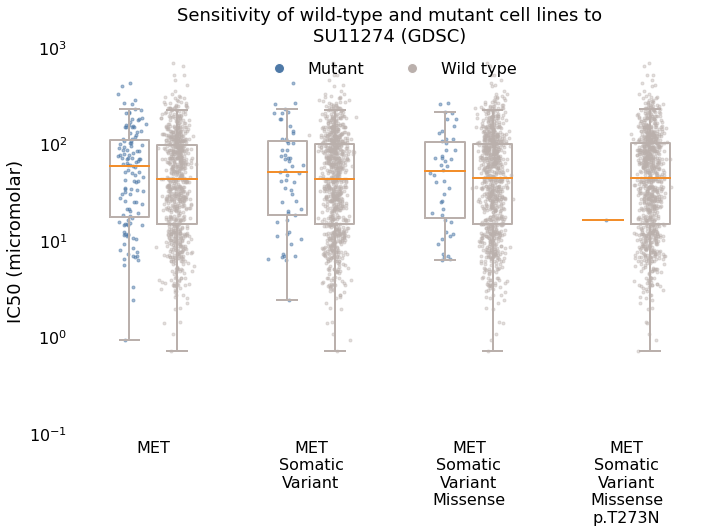 Sensitivity of wild-type and mutant cell lines to
SU11274 (GDSC)
Mutant
Wild type
IC50 (micromolar)
10³
10²
10¹
10⁰
10⁻¹
MET
MET
Somatic
Variant
MET
Somatic
Variant
Missense
MET
Somatic
Variant
Missense
p.T273N